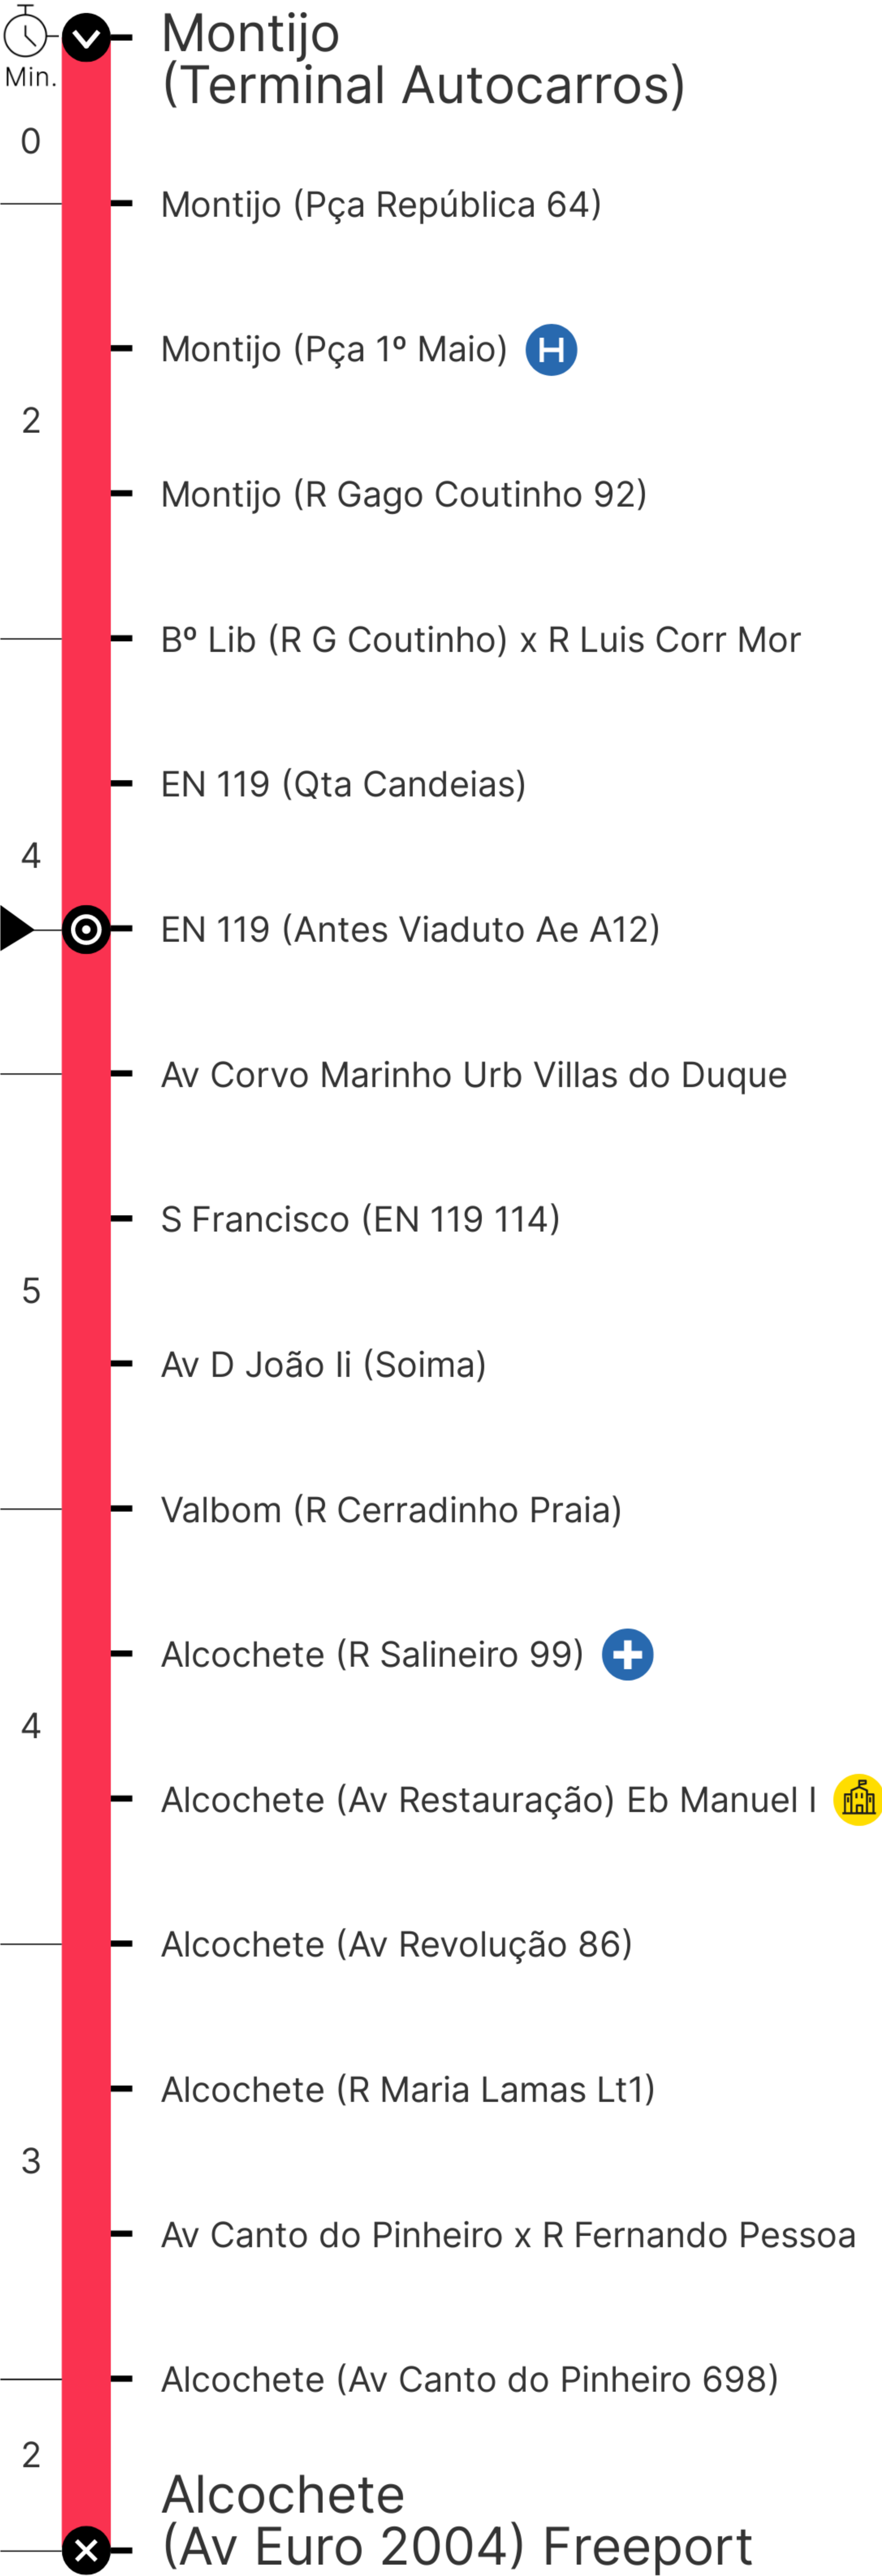 Min.
Montijo
(Terminal Autocarros)
0
Montijo (Pça República 64)
Montijo (Pça 1º Maio) H
2
Montijo (R Gago Coutinho 92)
Bº Lib (R G Coutinho) x R Luis Corr Mor
EN 119 (Qta Candeias)
4
EN 119 (Antes Viaduto Ae A12)
Av Corvo Marinho Urb Villas do Duque
S Francisco (EN 119 114)
5
Av D João Ii (Soima)
Valbom (R Cerradinho Praia)
Alcochete (R Salineiro 99)
4
Alcochete (Av Restauração) Eb Manuel I
Alcochete (Av Revolução 86)
Alcochete (R Maria Lamas Lt1)
3
Av Canto do Pinheiro x R Fernando Pessoa
Alcochete (Av Canto do Pinheiro 698)
2
Alcochete
(Av Euro 2004) Freeport